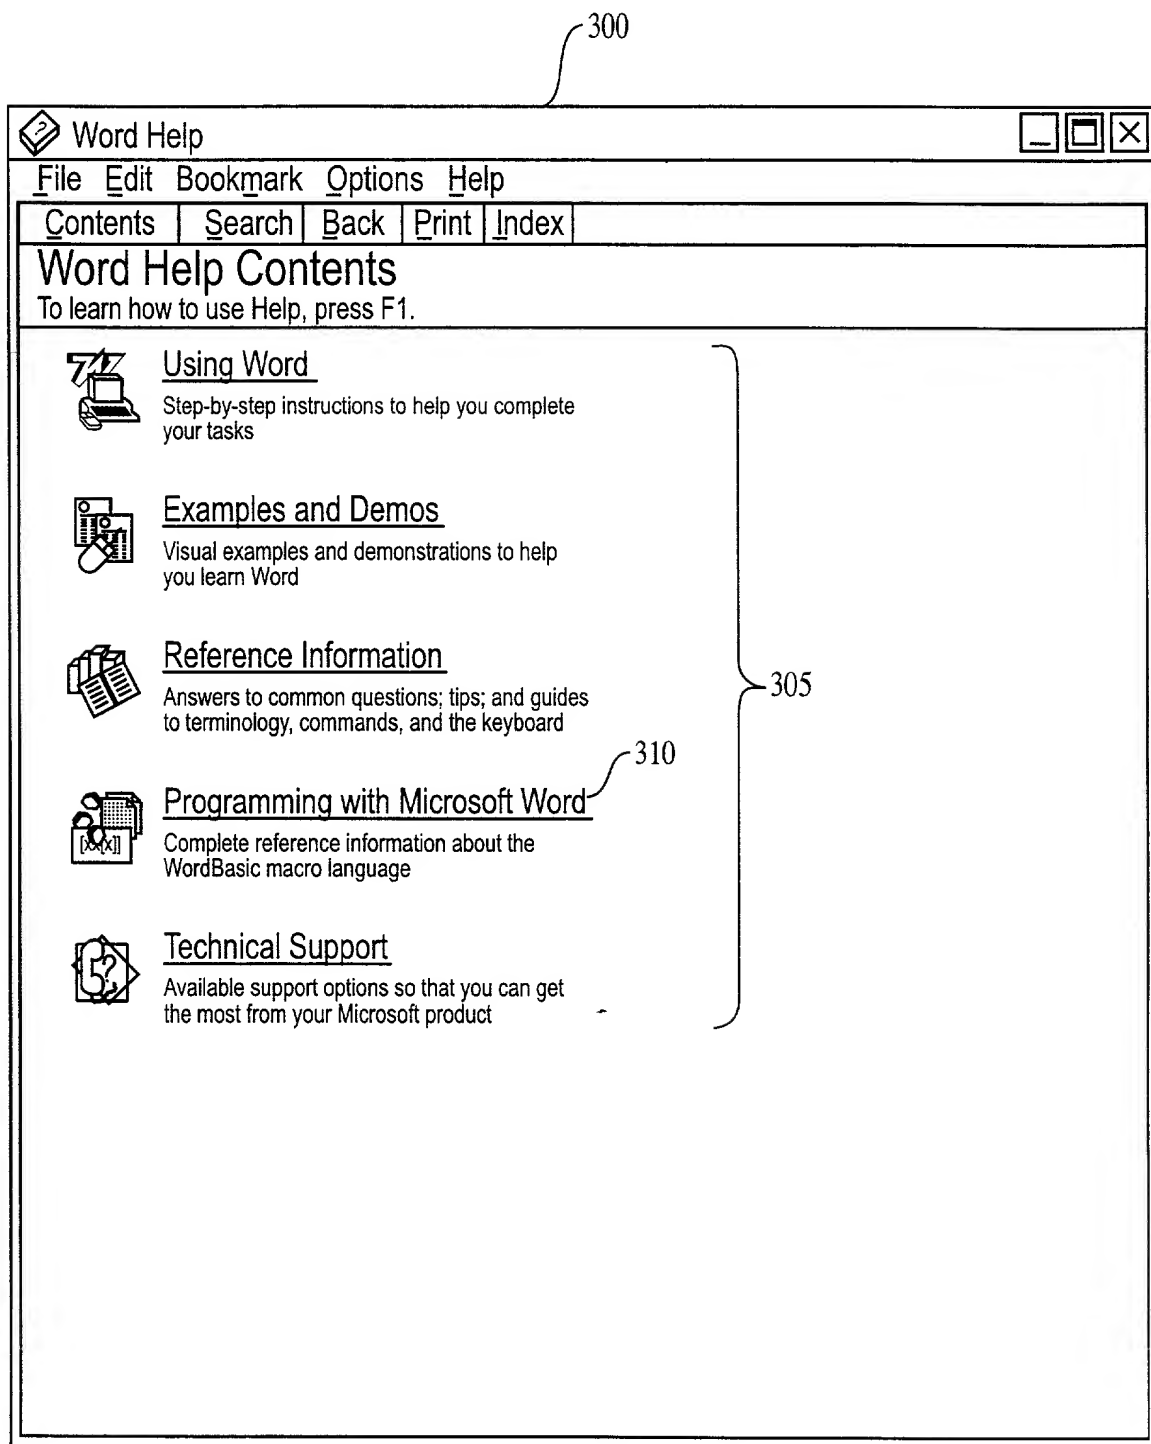 300
Word Help
File Edit Bookmark Options Help
Contents Search Back Print Index
Word Help Contents
To learn how to use Help, press F1.
Using Word
Step-by-step instructions to help you complete
your tasks
Examples and Demos
Visual examples and demonstrations to help
you learn Word
Reference Information
Answers to common questions; tips; and guides
to terminology, commands, and the keyboard
305
310
Programming with Microsoft Word
Complete reference information about the
WordBasic macro language
Technical Support
Available support options so that you can get
the most from your Microsoft product